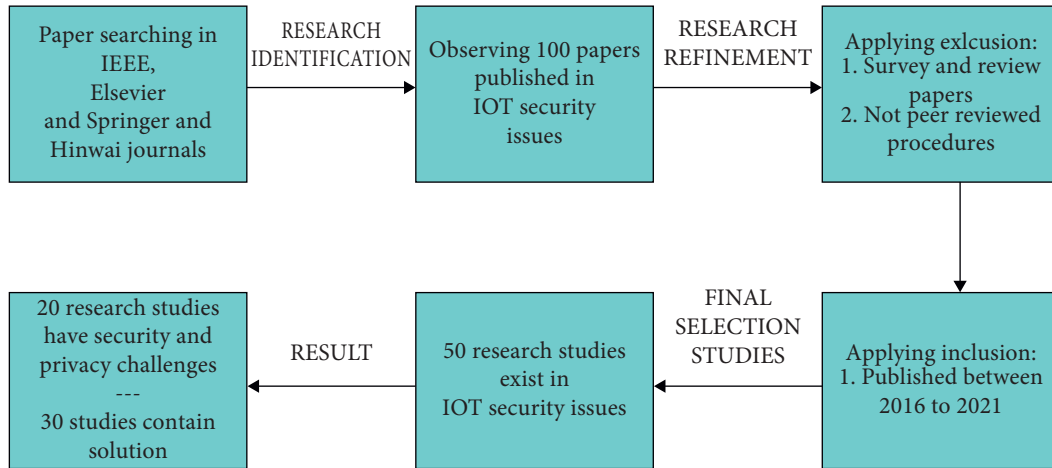 Paper searching in
IEEE,
Elsevier
and Springer and
Hinwai journals
RESEARCH
IDENTIFICATION
Observing 100 papers
published in
IOT security
issues
RESEARCH
REFINEMENT
Applying exlcusion:
1. Survey and review
papers
2. Not peer reviewed
procedures
Applying inclusion:
1. Published between
2016 to 2021
FINAL
SELECTION
STUDIES
50 research studies
exist in
IOT security issues
RESULT
20 research studies
have security and
privacy challenges
---
30 studies contain
solution